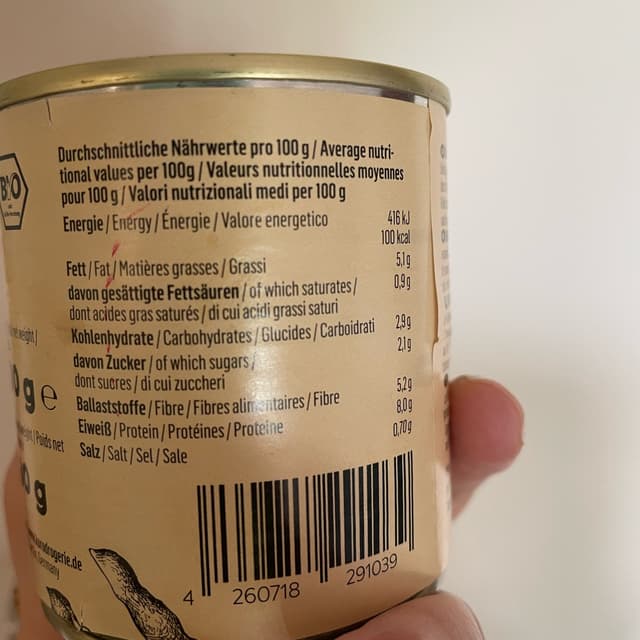 Durchschnittliche Nährwerte pro 100 g / Average nutri-
tional values per 100g / Valeurs nutritionnelles moyennes
pour 100 g / Valori nutrizionali medi per 100 g
Energie / Energy / Énergie / Valore energetico 416 kJ
100 kcal
Fett / Fat / Matières grasses / Grassi 5,1g
davon gesättigte Fettsäuren / of which saturates / 0,9g
dont acides gras saturés / di cui acidi grassi saturi
Kohlenhydrate / Carbohydrates / Glucides / Carboidrati 2,9g
davon Zucker / of which sugars / 2,1g
dont sucres / di cui zuccheri
Ballaststoffe / Fibre / Fibres alimentaires / Fibre 5,2g
Eiweiß / Protein / Protéines / Proteine 8,0g
Salz / Salt / Sel / Sale 0,70g
BIO
weight /
0 g e
/ Poids net
0 g
drogerie.de
Germany
4 260718 291039